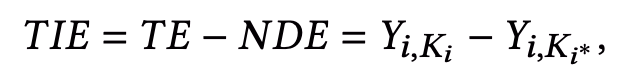 TIE = TE − NDE = Y_{i,K_i} − Y_{i,K_{i*}},